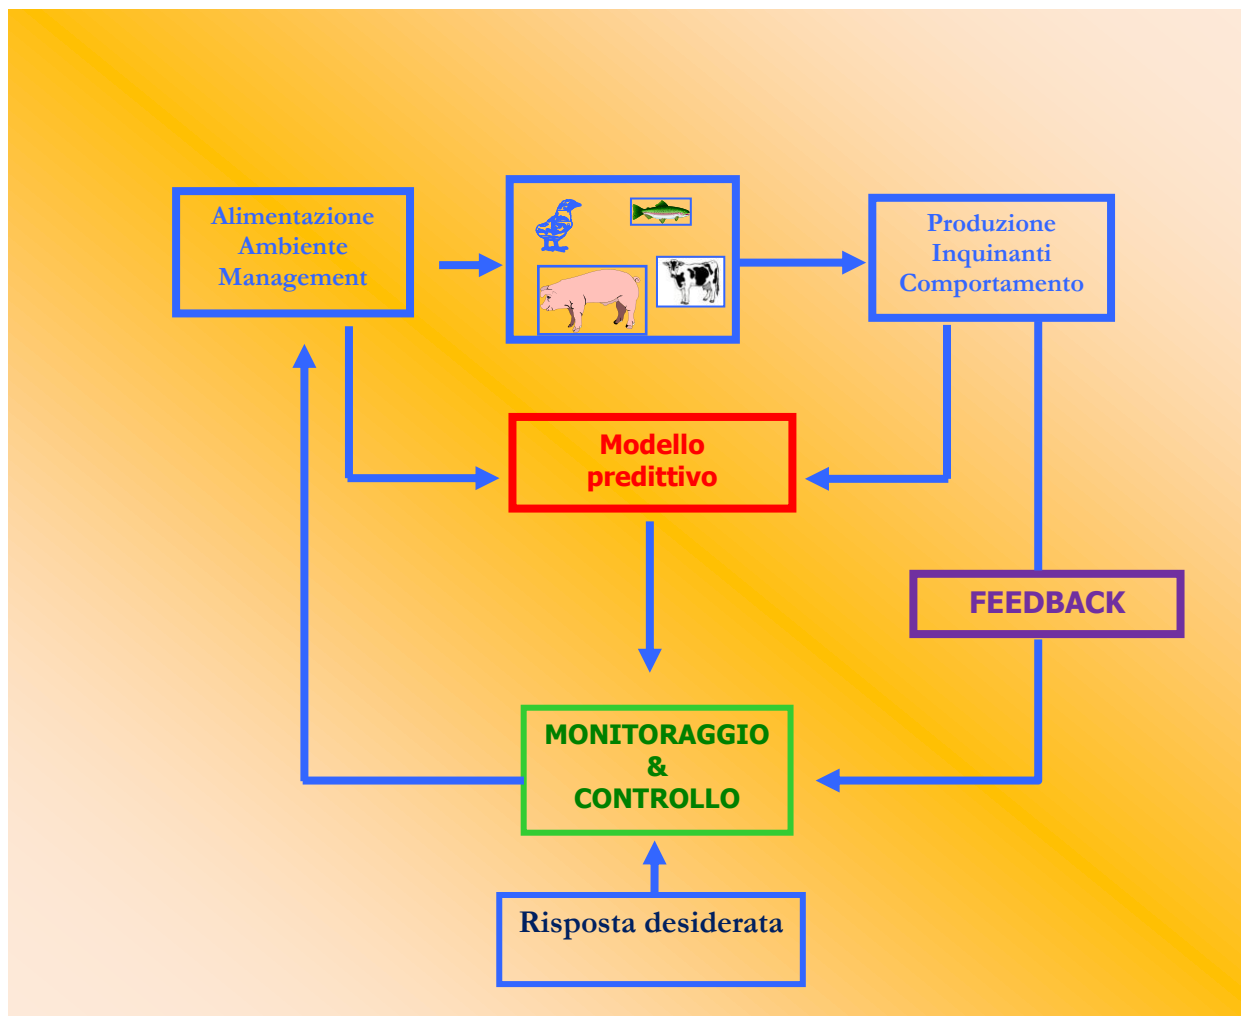 Alimentazione
Ambiente
Management
Produzione
Inquinanti
Comportamento
Modello
predittivo
FEEDBACK
MONITORAGGIO
&
CONTROLLO
Risposta desiderata